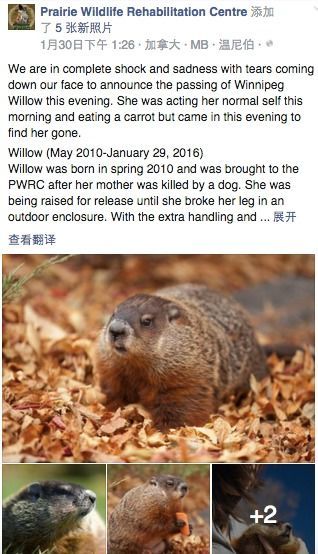 Prairie Wildlife Rehabilitation Centre 添加
了 5 张新照片
1月30日下午 1:26 · 加拿大 · MB · 温尼伯 ·
We are in complete shock and sadness with tears coming
down our face to announce the passing of Winnipeg
Willow this evening. She was acting her normal self this
morning and eating a carrot but came in this evening to
find her gone.
Willow (May 2010-January 29, 2016)
Willow was born in spring 2010 and was brought to the
PWRC after her mother was killed by a dog. She was
being raised for release until she broke her leg in an
outdoor enclosure. With the extra handling and ... 展开
查看翻译
+2